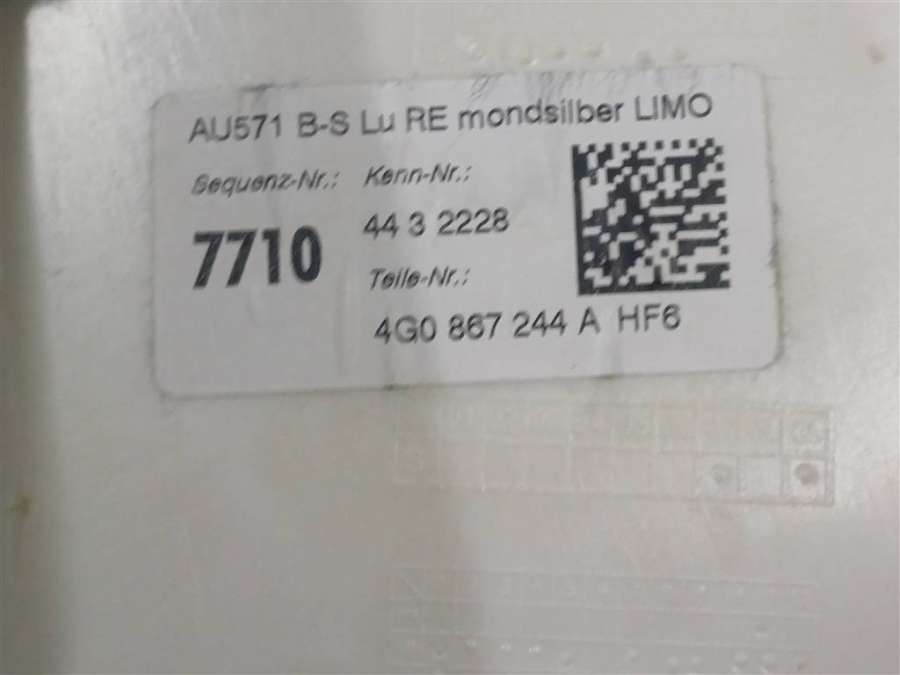 AU571 B-S Lu RE mondsilber LIMO
Sequenz-Nr.: Kenn-Nr.:
7710 44 3 2228
Teile-Nr.:
4G0 867 244 A HF6